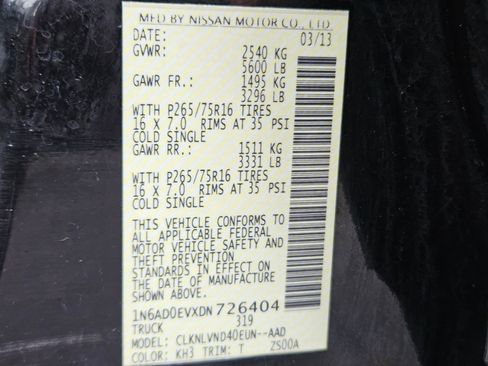 MFD BY NISSAN MOTOR CO., LTD.
DATE: 03/13
GVWR: 2540 KG
5600 LB
GAWR FR.: 1495 KG
3296 LB
WITH P265/75R16 TIRES
16 X 7.0 RIMS AT 35 PSI
COLD SINGLE
GAWR RR.: 1511 KG
3331 LB
WITH P265/75R16 TIRES
16 X 7.0 RIMS AT 35 PSI
COLD SINGLE
THIS VEHICLE CONFORMS TO
ALL APPLICABLE FEDERAL
MOTOR VEHICLE SAFETY AND
THEFT PREVENTION
STANDARDS IN EFFECT ON
THE DATE OF MANUFACTURE
SHOWN ABOVE.
1N6AD0EVXDN726404
TRUCK 319
MODEL: CLKNLVND40EUN--AAD
COLOR: KH3 TRIM: T ZS00A